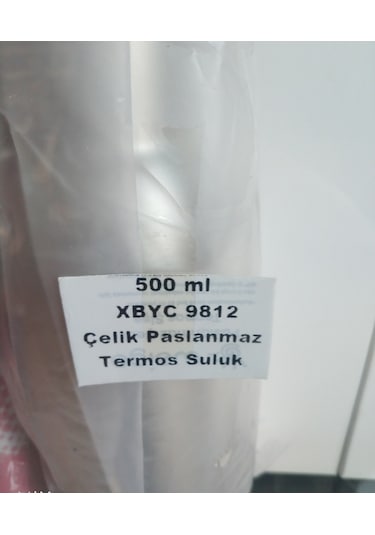 500 ml
XBYC 9812
Çelik Paslanmaz
Termos Suluk